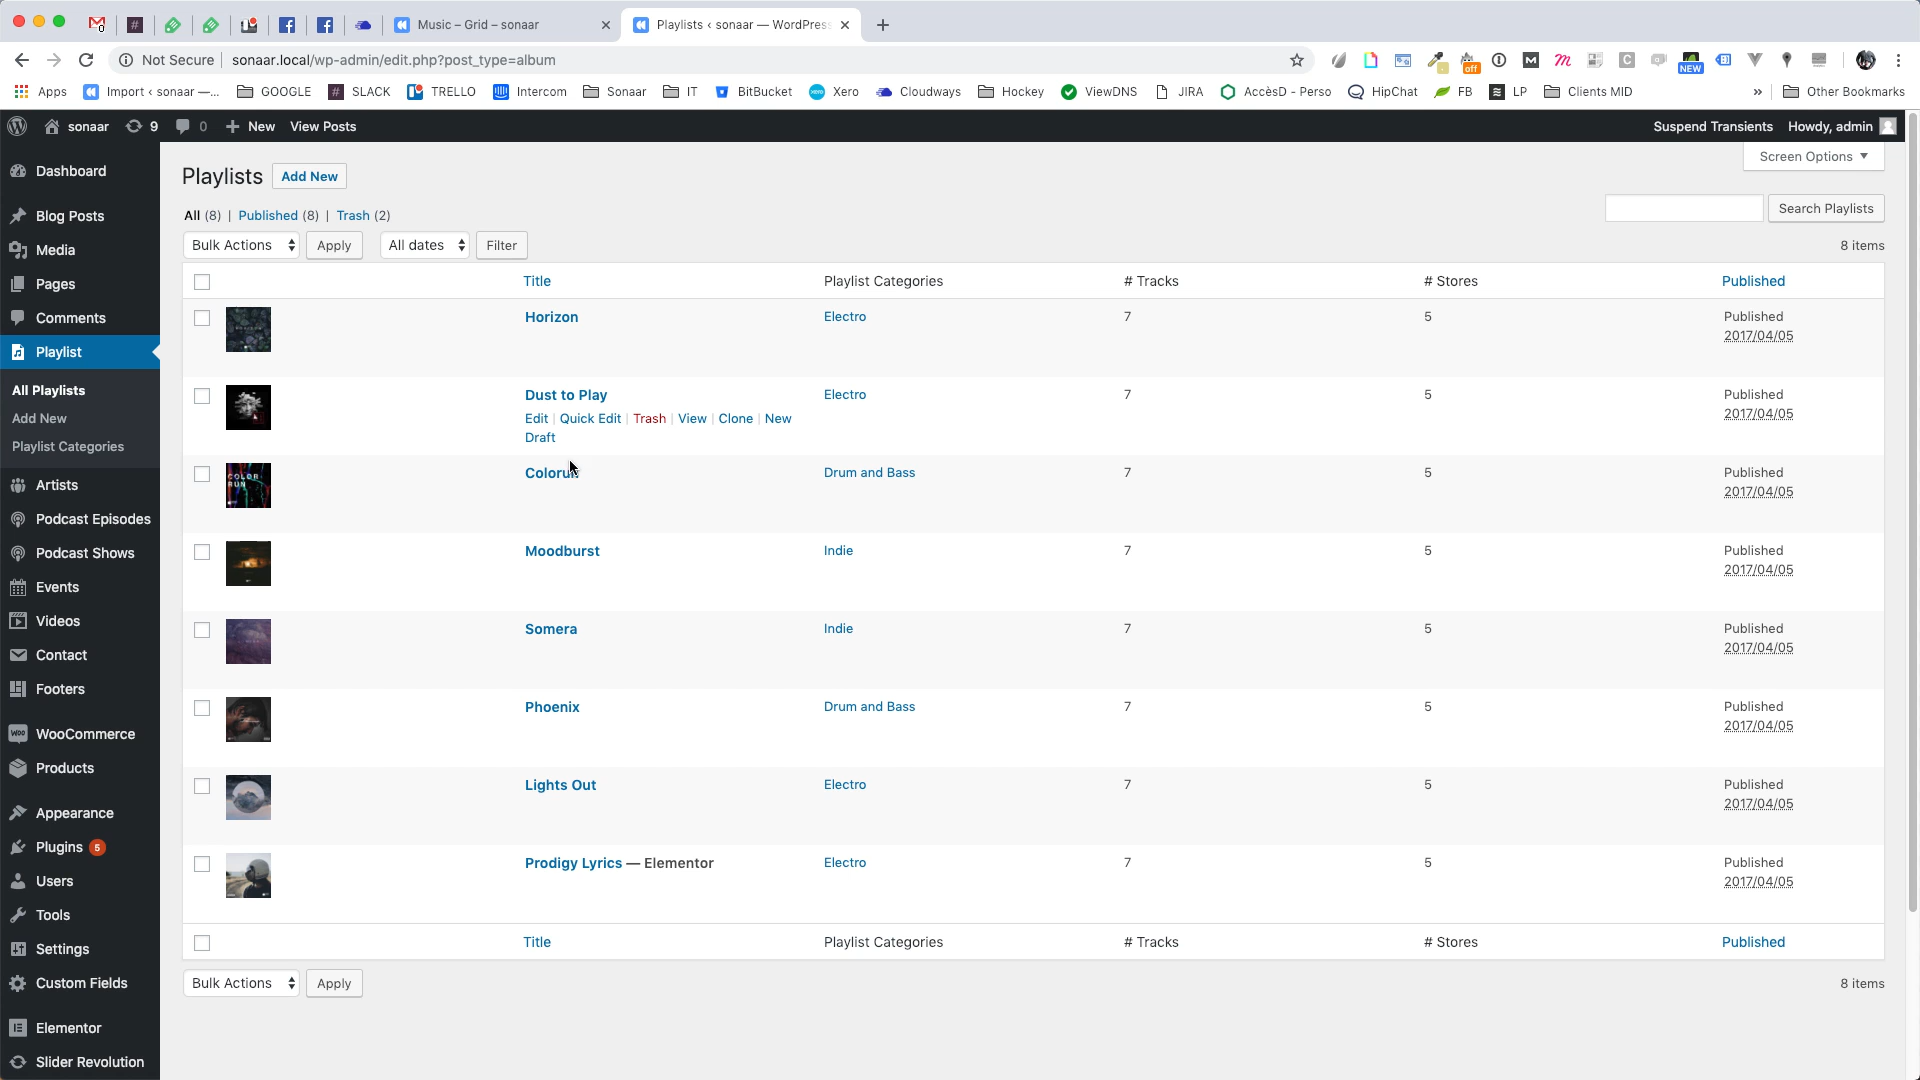 Music – Grid – sonaar
Playlists ‹ sonaar — WordPress
Not Secure | sonaar.local/wp-admin/edit.php?post_type=album
Apps Import ‹ sonaar —... GOOGLE SLACK TRELLO Intercom Sonaar IT BitBucket Xero Cloudways Hockey ViewDNS JIRA AccèsD - Perso HipChat FB LP Clients MID » Other Bookmarks
off
NEW
sonaar 9 0 + New View Posts Suspend Transients Howdy, admin
Screen Options
Dashboard
Blog Posts
Media
Pages
Comments
Playlist
All Playlists
Add New
Playlist Categories
Artists
Podcast Episodes
Podcast Shows
Events
Videos
Contact
Footers
WooCommerce
Products
Appearance
Plugins 5
Users
Tools
Settings
Custom Fields
Elementor
Slider Revolution
Playlists Add New
All (8) | Published (8) | Trash (2)
Search Playlists
Bulk Actions Apply All dates Filter 8 items
Title Playlist Categories # Tracks # Stores Published
Horizon Electro 7 5 Published
2017/04/05
Dust to Play Electro 7 5 Published
2017/04/05
Edit | Quick Edit | Trash | View | Clone | New
Draft
COLOR
RUN
Colorun Drum and Bass 7 5 Published
2017/04/05
Moodburst Indie 7 5 Published
2017/04/05
Somera Indie 7 5 Published
2017/04/05
Phoenix Drum and Bass 7 5 Published
2017/04/05
Lights Out Electro 7 5 Published
2017/04/05
Prodigy Lyrics — Elementor Electro 7 5 Published
2017/04/05
Title Playlist Categories # Tracks # Stores Published
Bulk Actions Apply 8 items